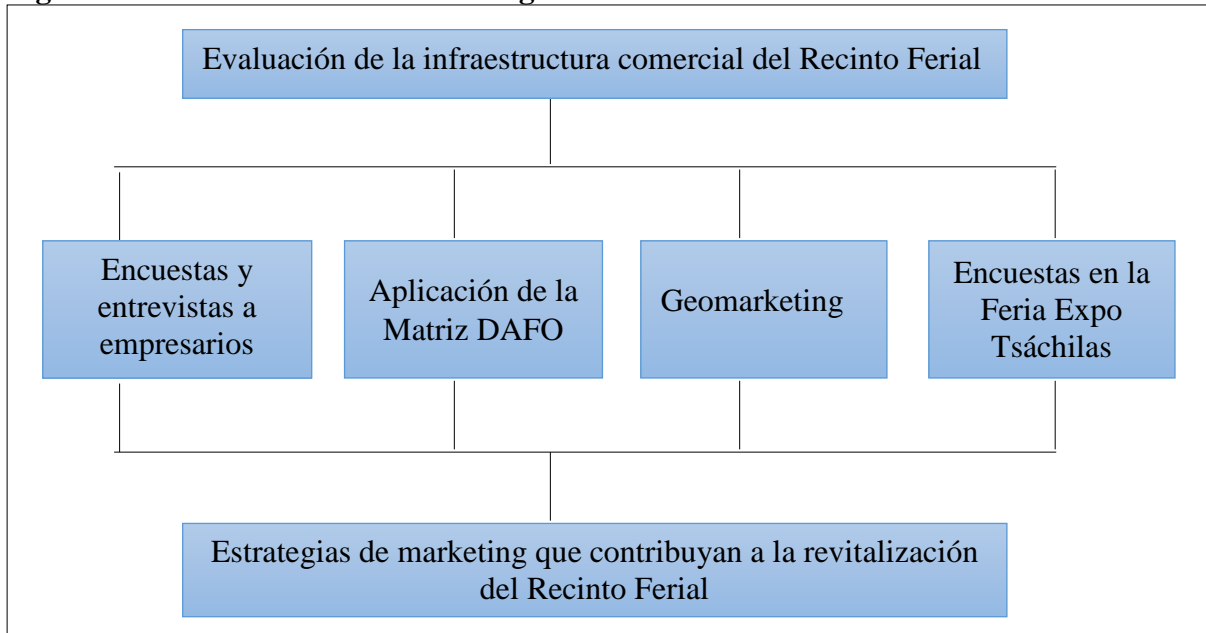 Evaluación de la infraestructura comercial del Recinto Ferial
Encuestas y
entrevistas a
empresarios
Aplicación de la
Matriz DAFO
Geomarketing
Encuestas en la
Feria Expo
Tsáchilas
Estrategias de marketing que contribuyan a la revitalización
del Recinto Ferial